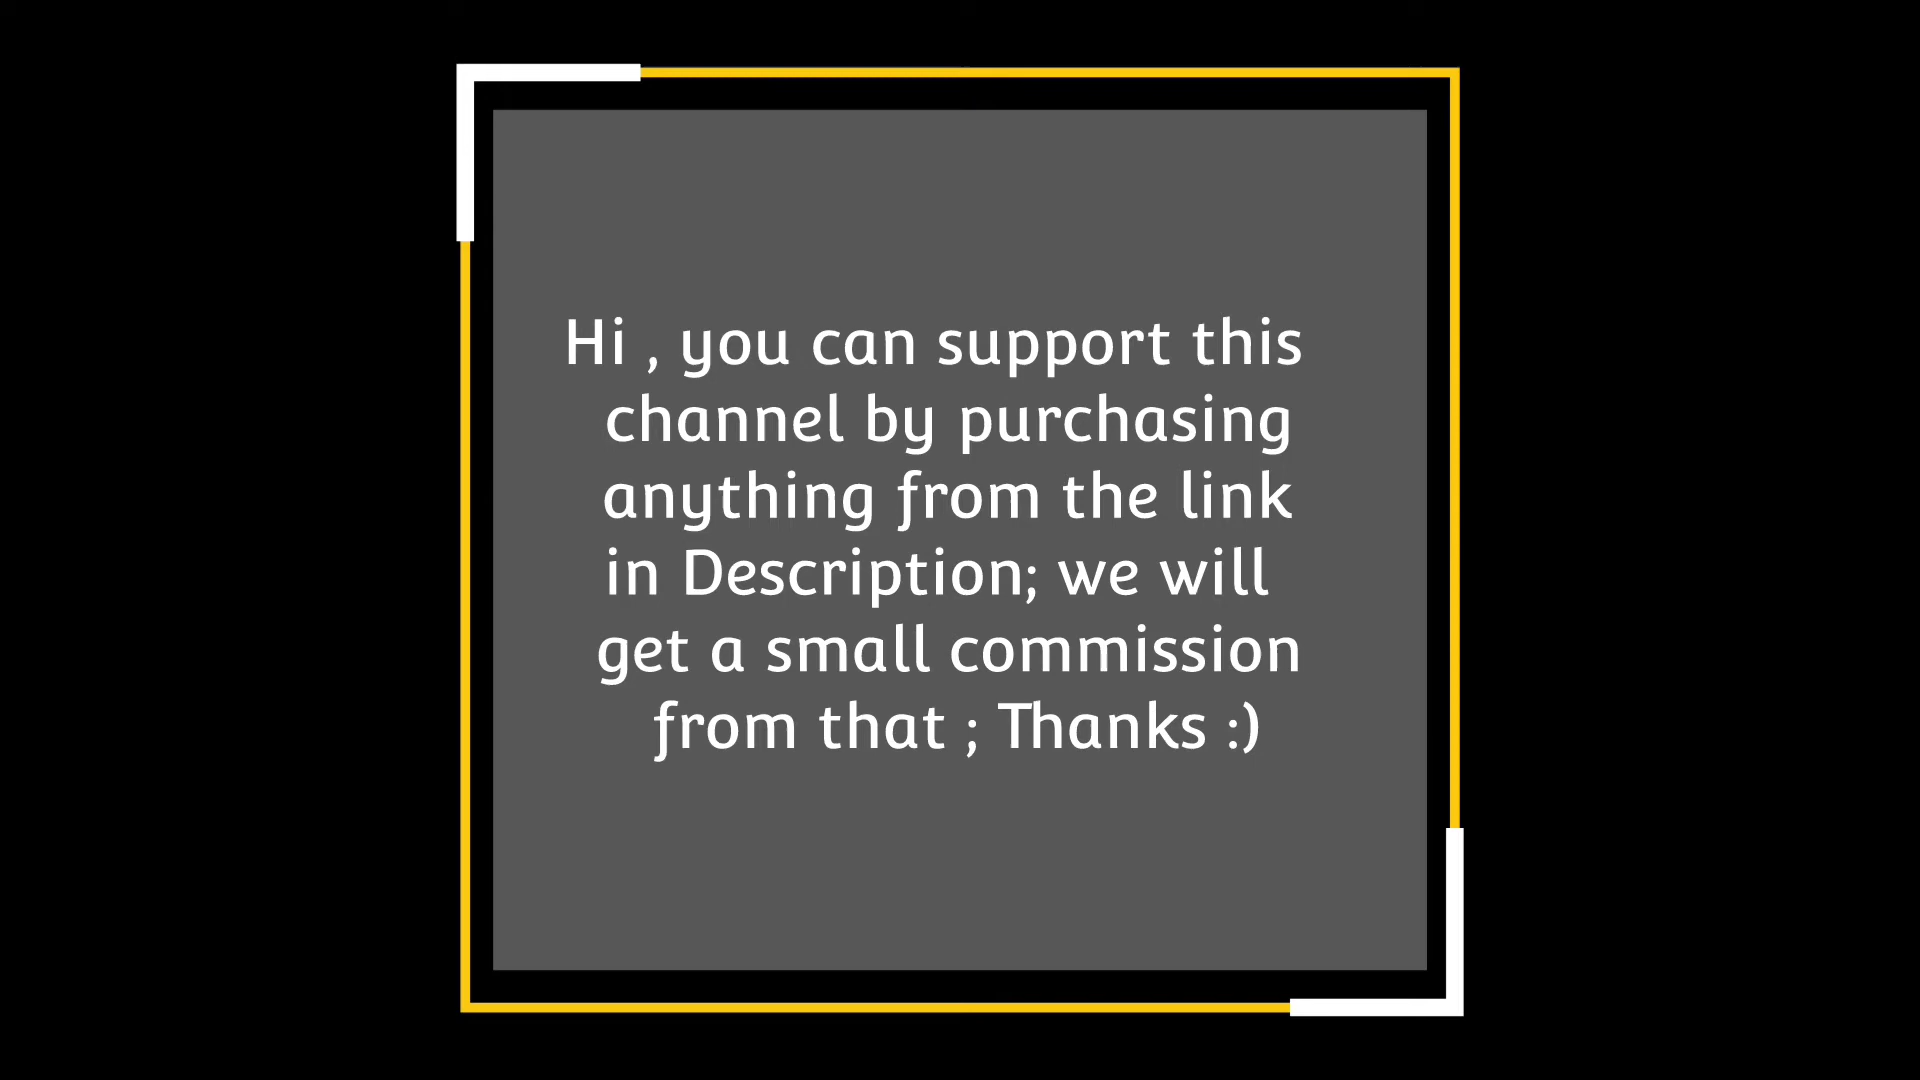 Hi , you can support this
channel by purchasing
anything from the link
in Description; we will
get a small commission
from that ; Thanks :)